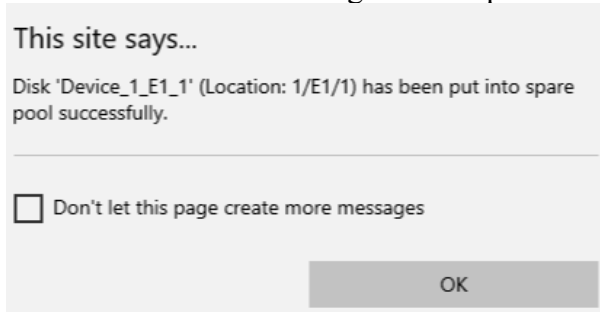 This site says...
Disk 'Device_1_E1_1' (Location: 1/E1/1) has been put into spare
pool successfully.
Don't let this page create more messages
OK